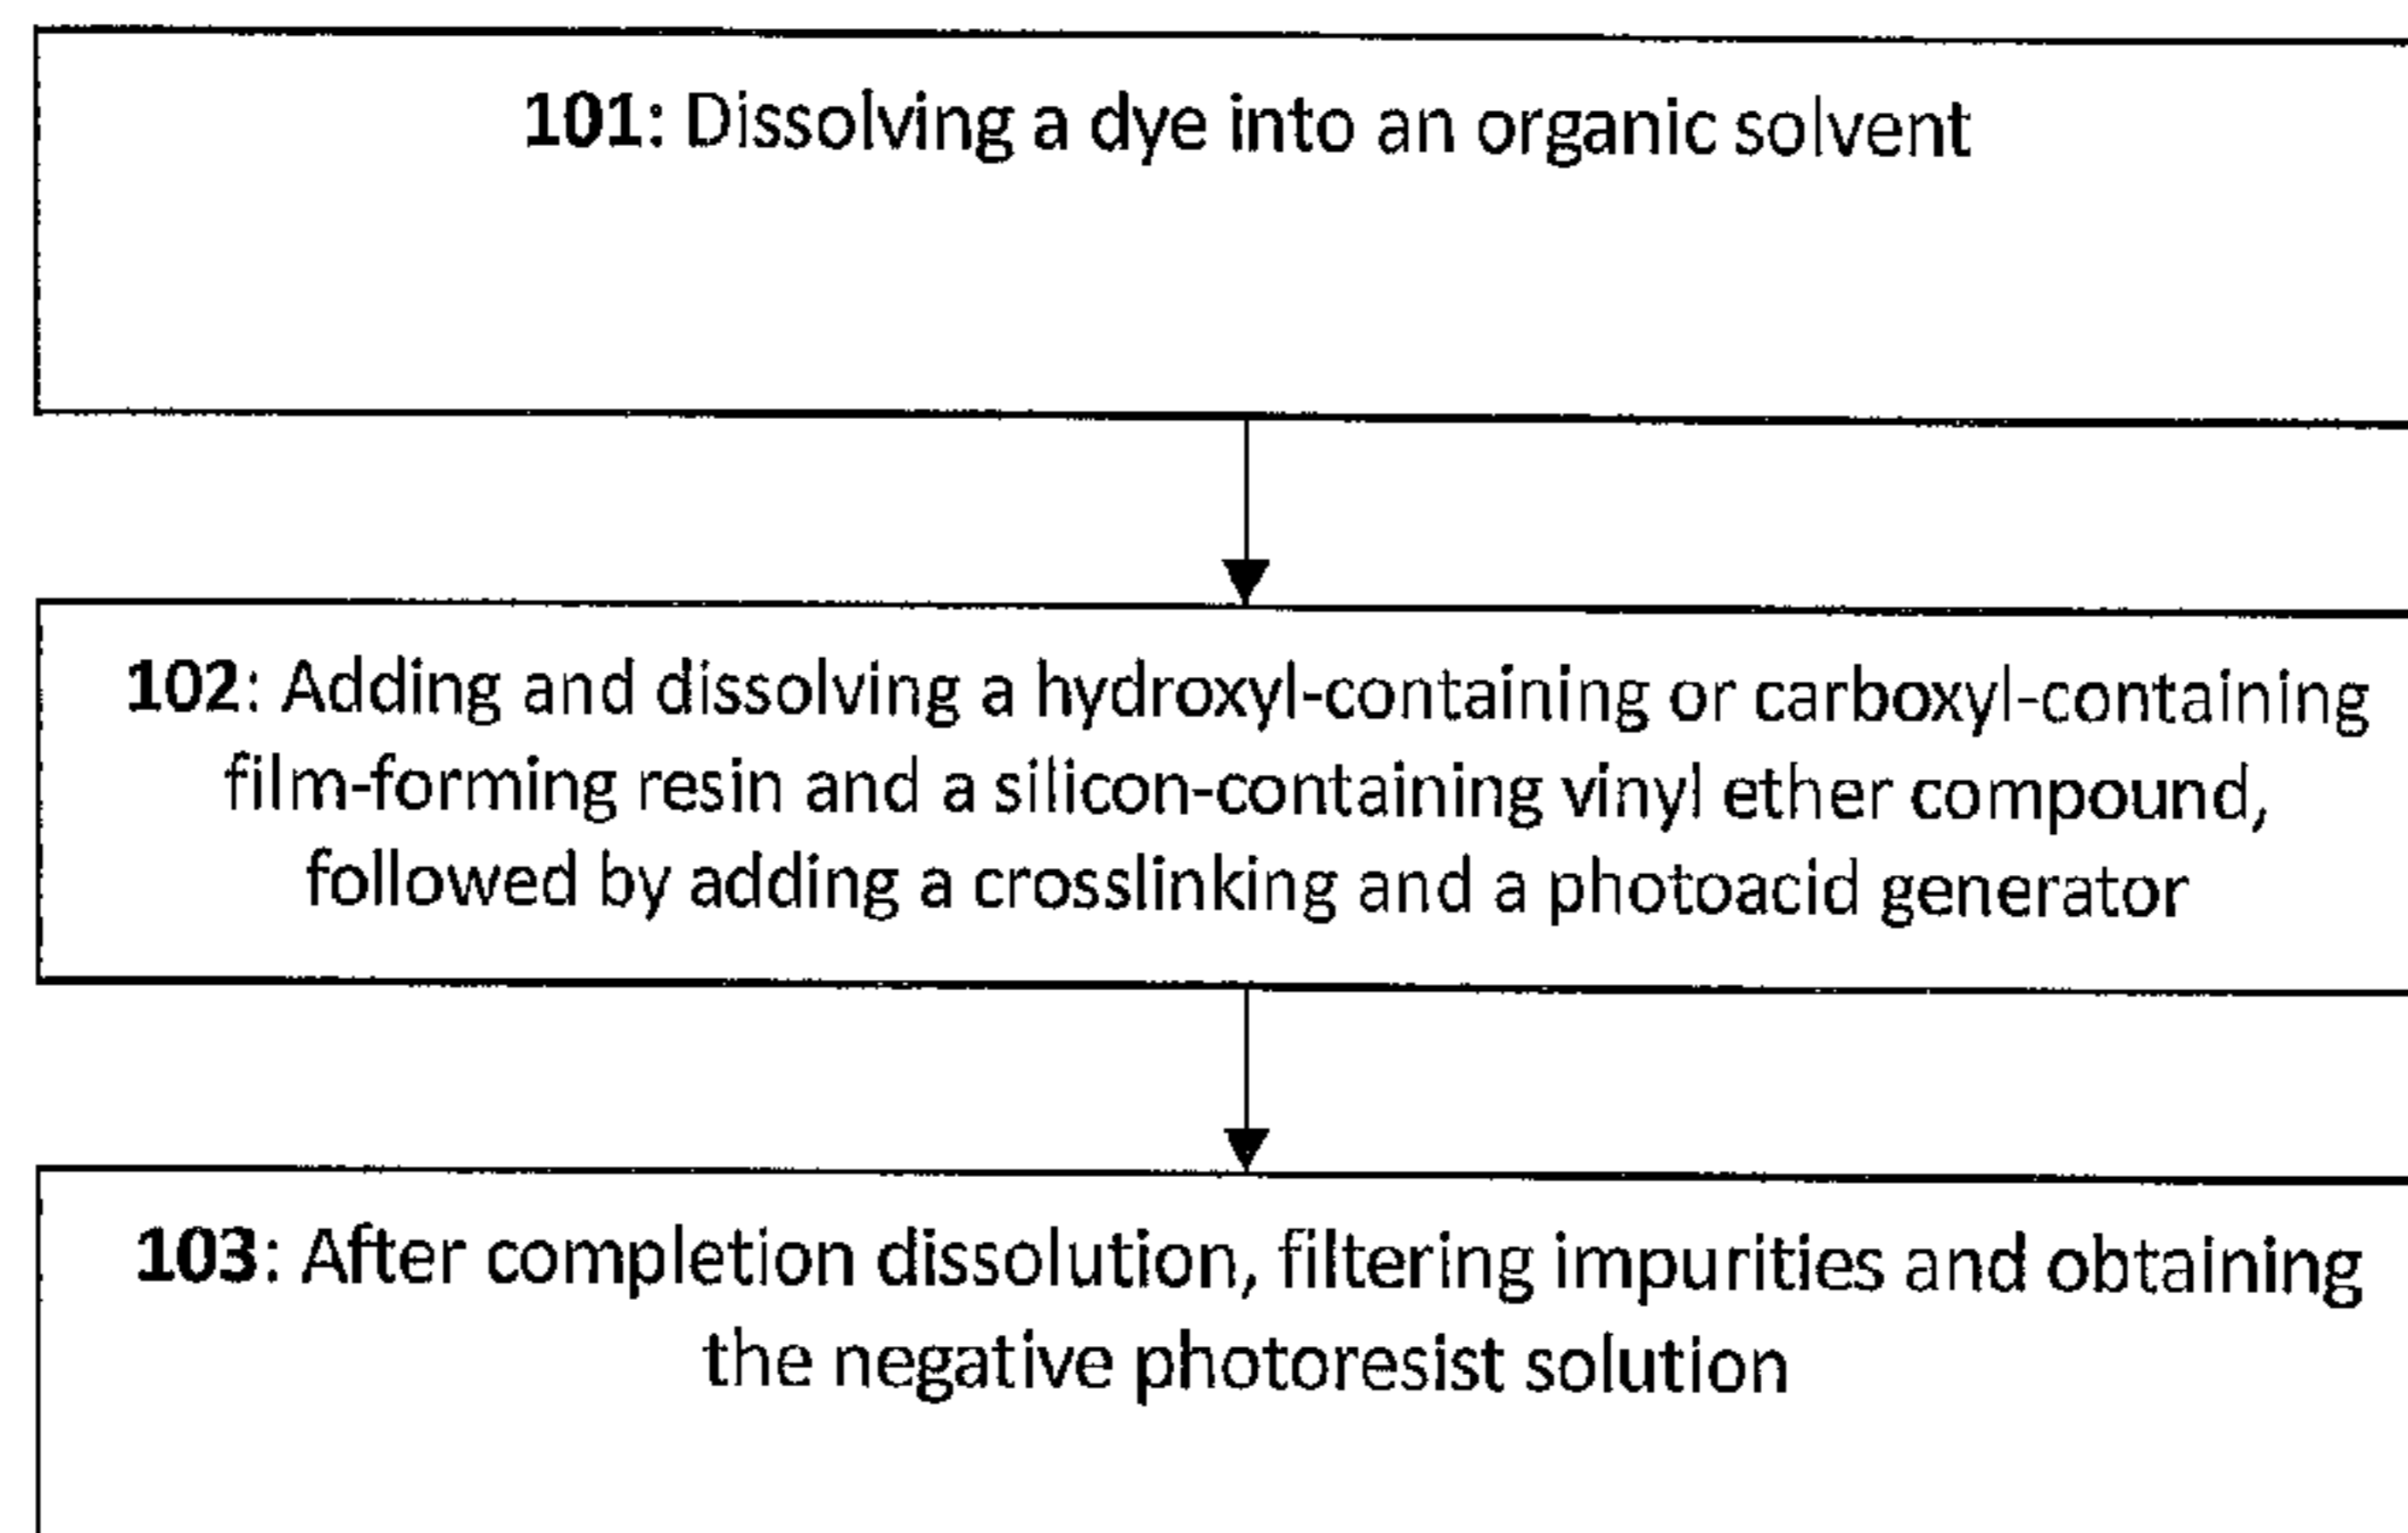 101: Dissolving a dye into an organic solvent
102: Adding and dissolving a hydroxyl-containing or carboxyl-containing
film-forming resin and a silicon-containing vinyl ether compound,
followed by adding a crosslinking and a photoacid generator
103: After completion dissolution, filtering impurities and obtaining
the negative photoresist solution